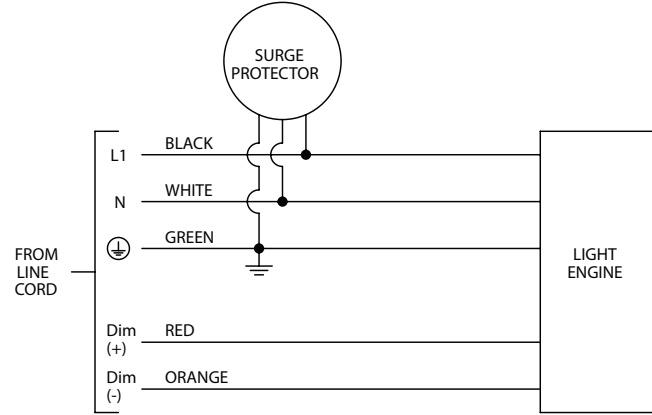 SURGE
PROTECTOR
L1
BLACK
N
WHITE
GREEN
FROM
LINE
CORD
LIGHT
ENGINE
Dim
(+)
RED
Dim
(-)
ORANGE